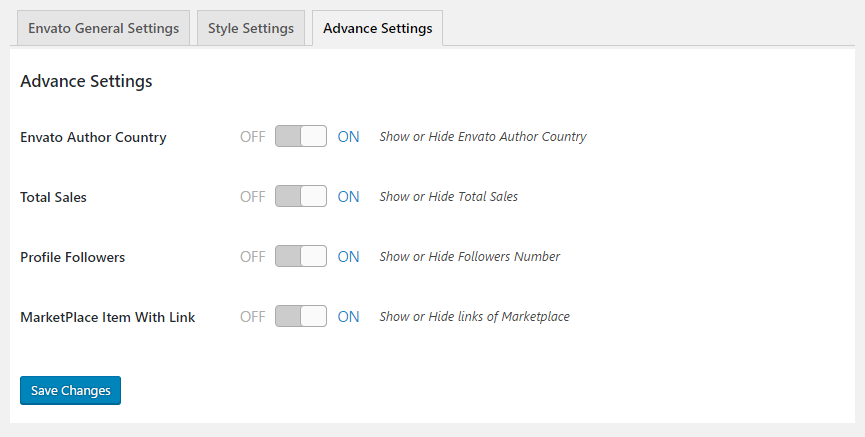 Envato General Settings Style Settings Advance Settings
Advance Settings
Envato Author Country OFF ON Show or Hide Envato Author Country
Total Sales OFF ON Show or Hide Total Sales
Profile Followers OFF ON Show or Hide Followers Number
MarketPlace Item With Link OFF ON Show or Hide links of Marketplace
Save Changes